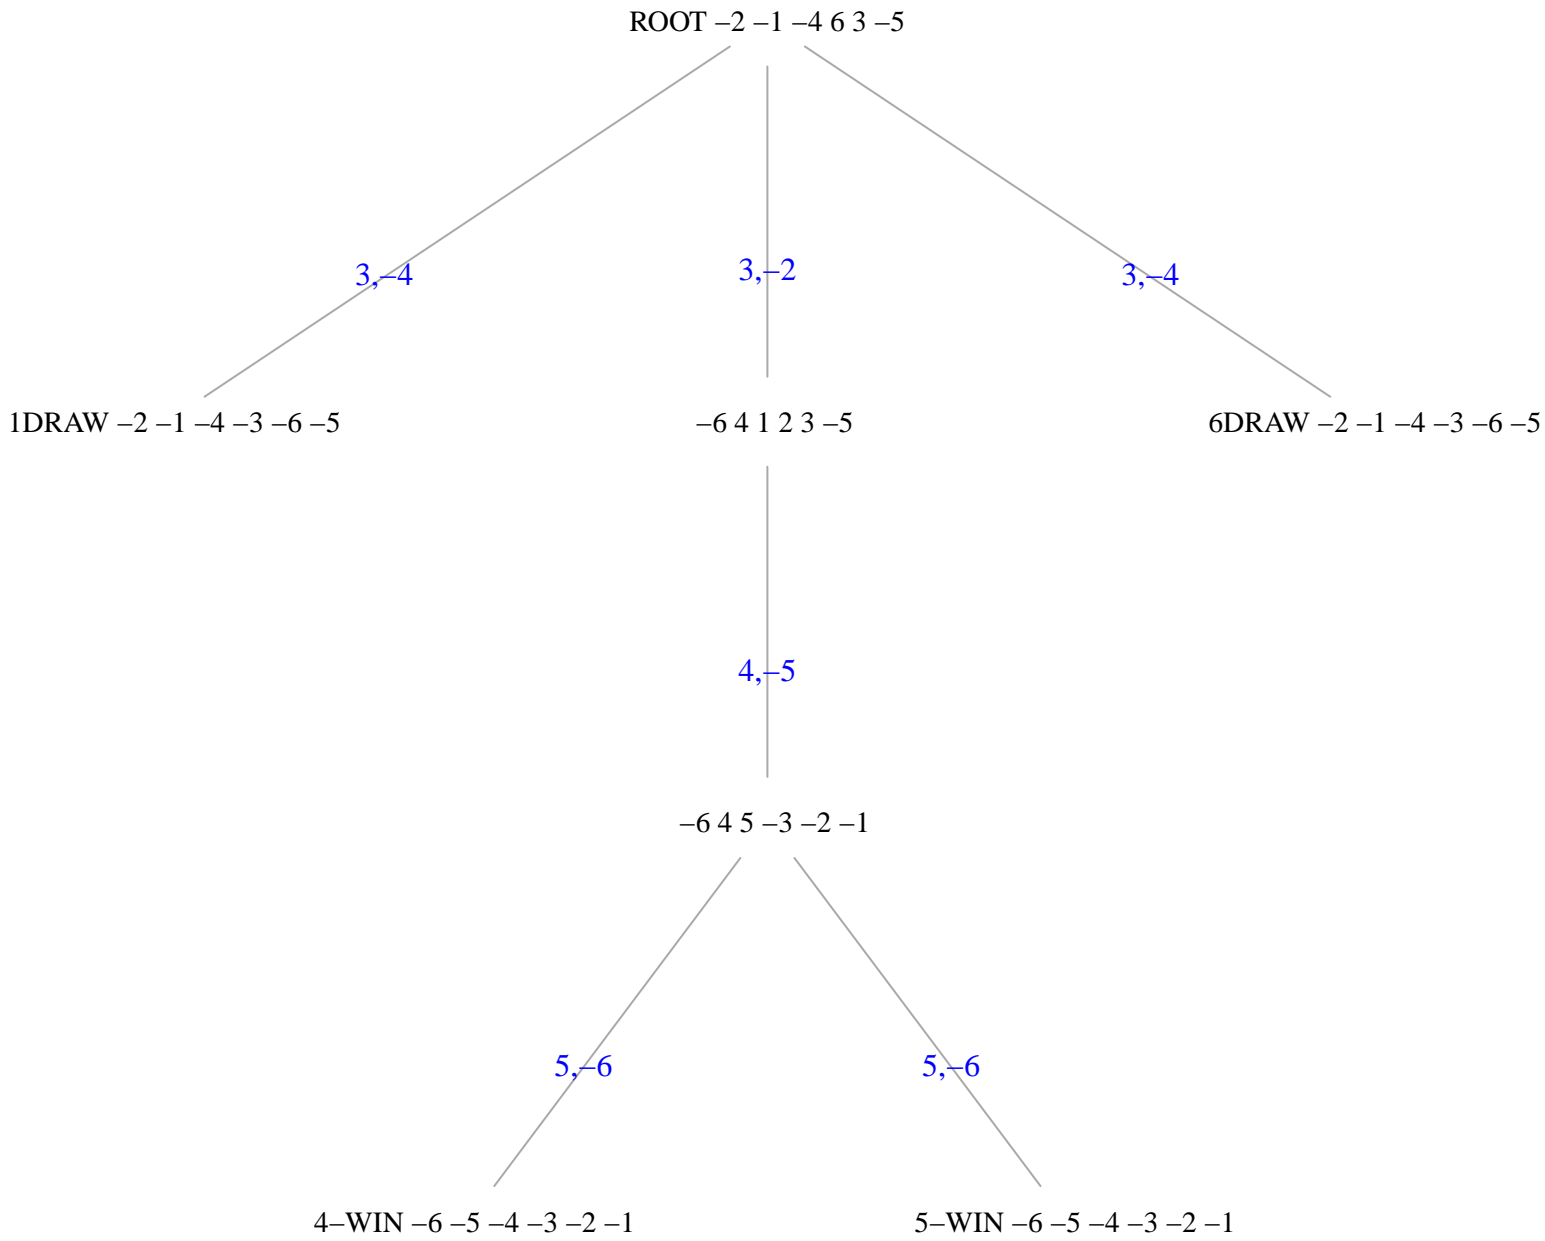 ROOT –2 –1 –4 6 3 –5
3,–4
3,–2
3,–4
1DRAW –2 –1 –4 –3 –6 –5
–6 4 1 2 3 –5
6DRAW –2 –1 –4 –3 –6 –5
4,–5
–6 4 5 –3 –2 –1
5,–6
5,–6
4–WIN –6 –5 –4 –3 –2 –1
5–WIN –6 –5 –4 –3 –2 –1